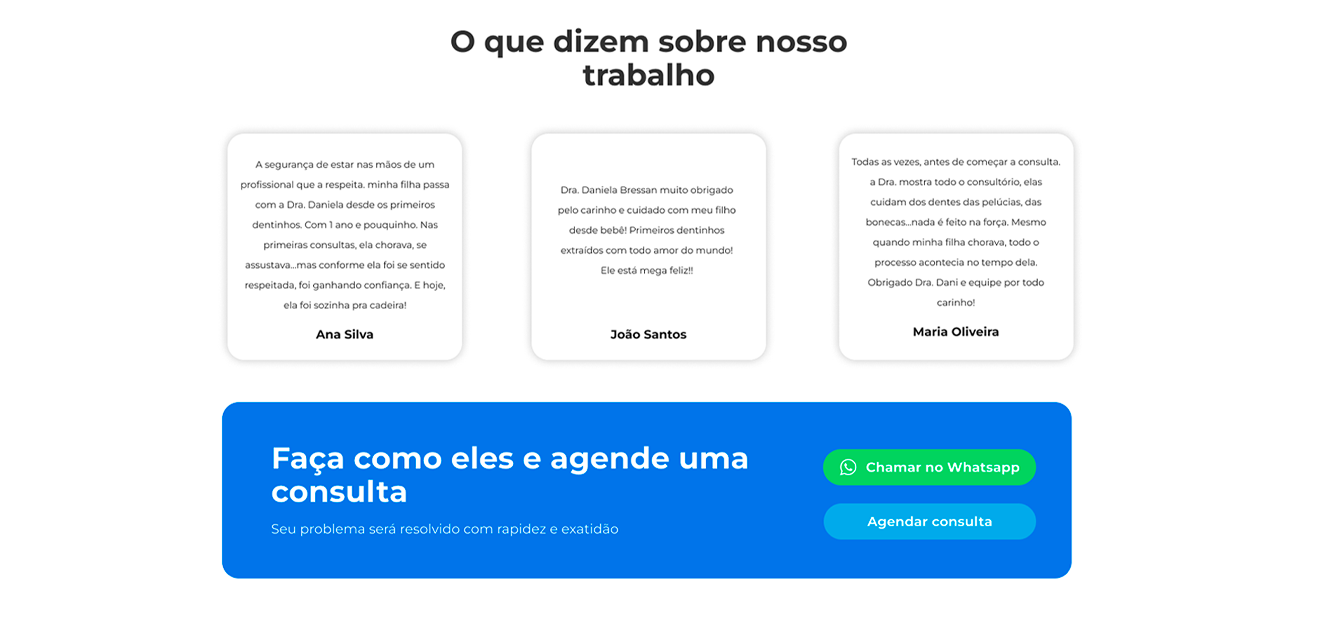 O que dizem sobre nosso
trabalho
A segurança de estar nas mãos de um
profissional que a respeita. minha filha passa
com a Dra. Daniela desde os primeiros
dentinhos. Com 1 ano e pouquinho. Nas
primeiras consultas, ela chorava, se
assustava...mas conforme ela foi se sentido
respeitada, foi ganhando confiança. E hoje,
ela foi sozinha pra cadeira!
Ana Silva
Dra. Daniela Bressan muito obrigado
pelo carinho e cuidado com meu filho
desde bebê! Primeiros dentinhos
extraídos com todo amor do mundo!
Ele está mega feliz!!
João Santos
Todas as vezes, antes de começar a consulta.
a Dra. mostra todo o consultório, elas
cuidam dos dentes das pelúcias, das
bonecas...nada é feito na força. Mesmo
quando minha filha chorava, todo o
processo acontecia no tempo dela.
Obrigado Dra. Dani e equipe por todo
carinho!
Maria Oliveira
Faça como eles e agende uma
consulta
Seu problema será resolvido com rapidez e exatidão
Chamar no Whatsapp
Agendar consulta